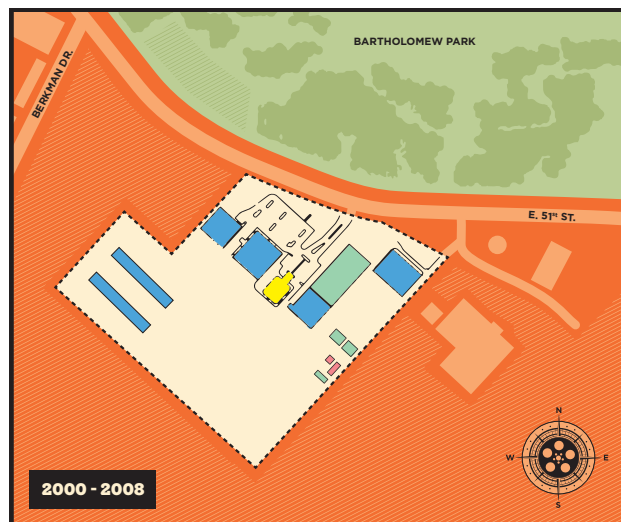 BARTHOLOMEW PARK
BERKMAN DR.
E. 51ST ST.
N
W E
S
2000 - 2008